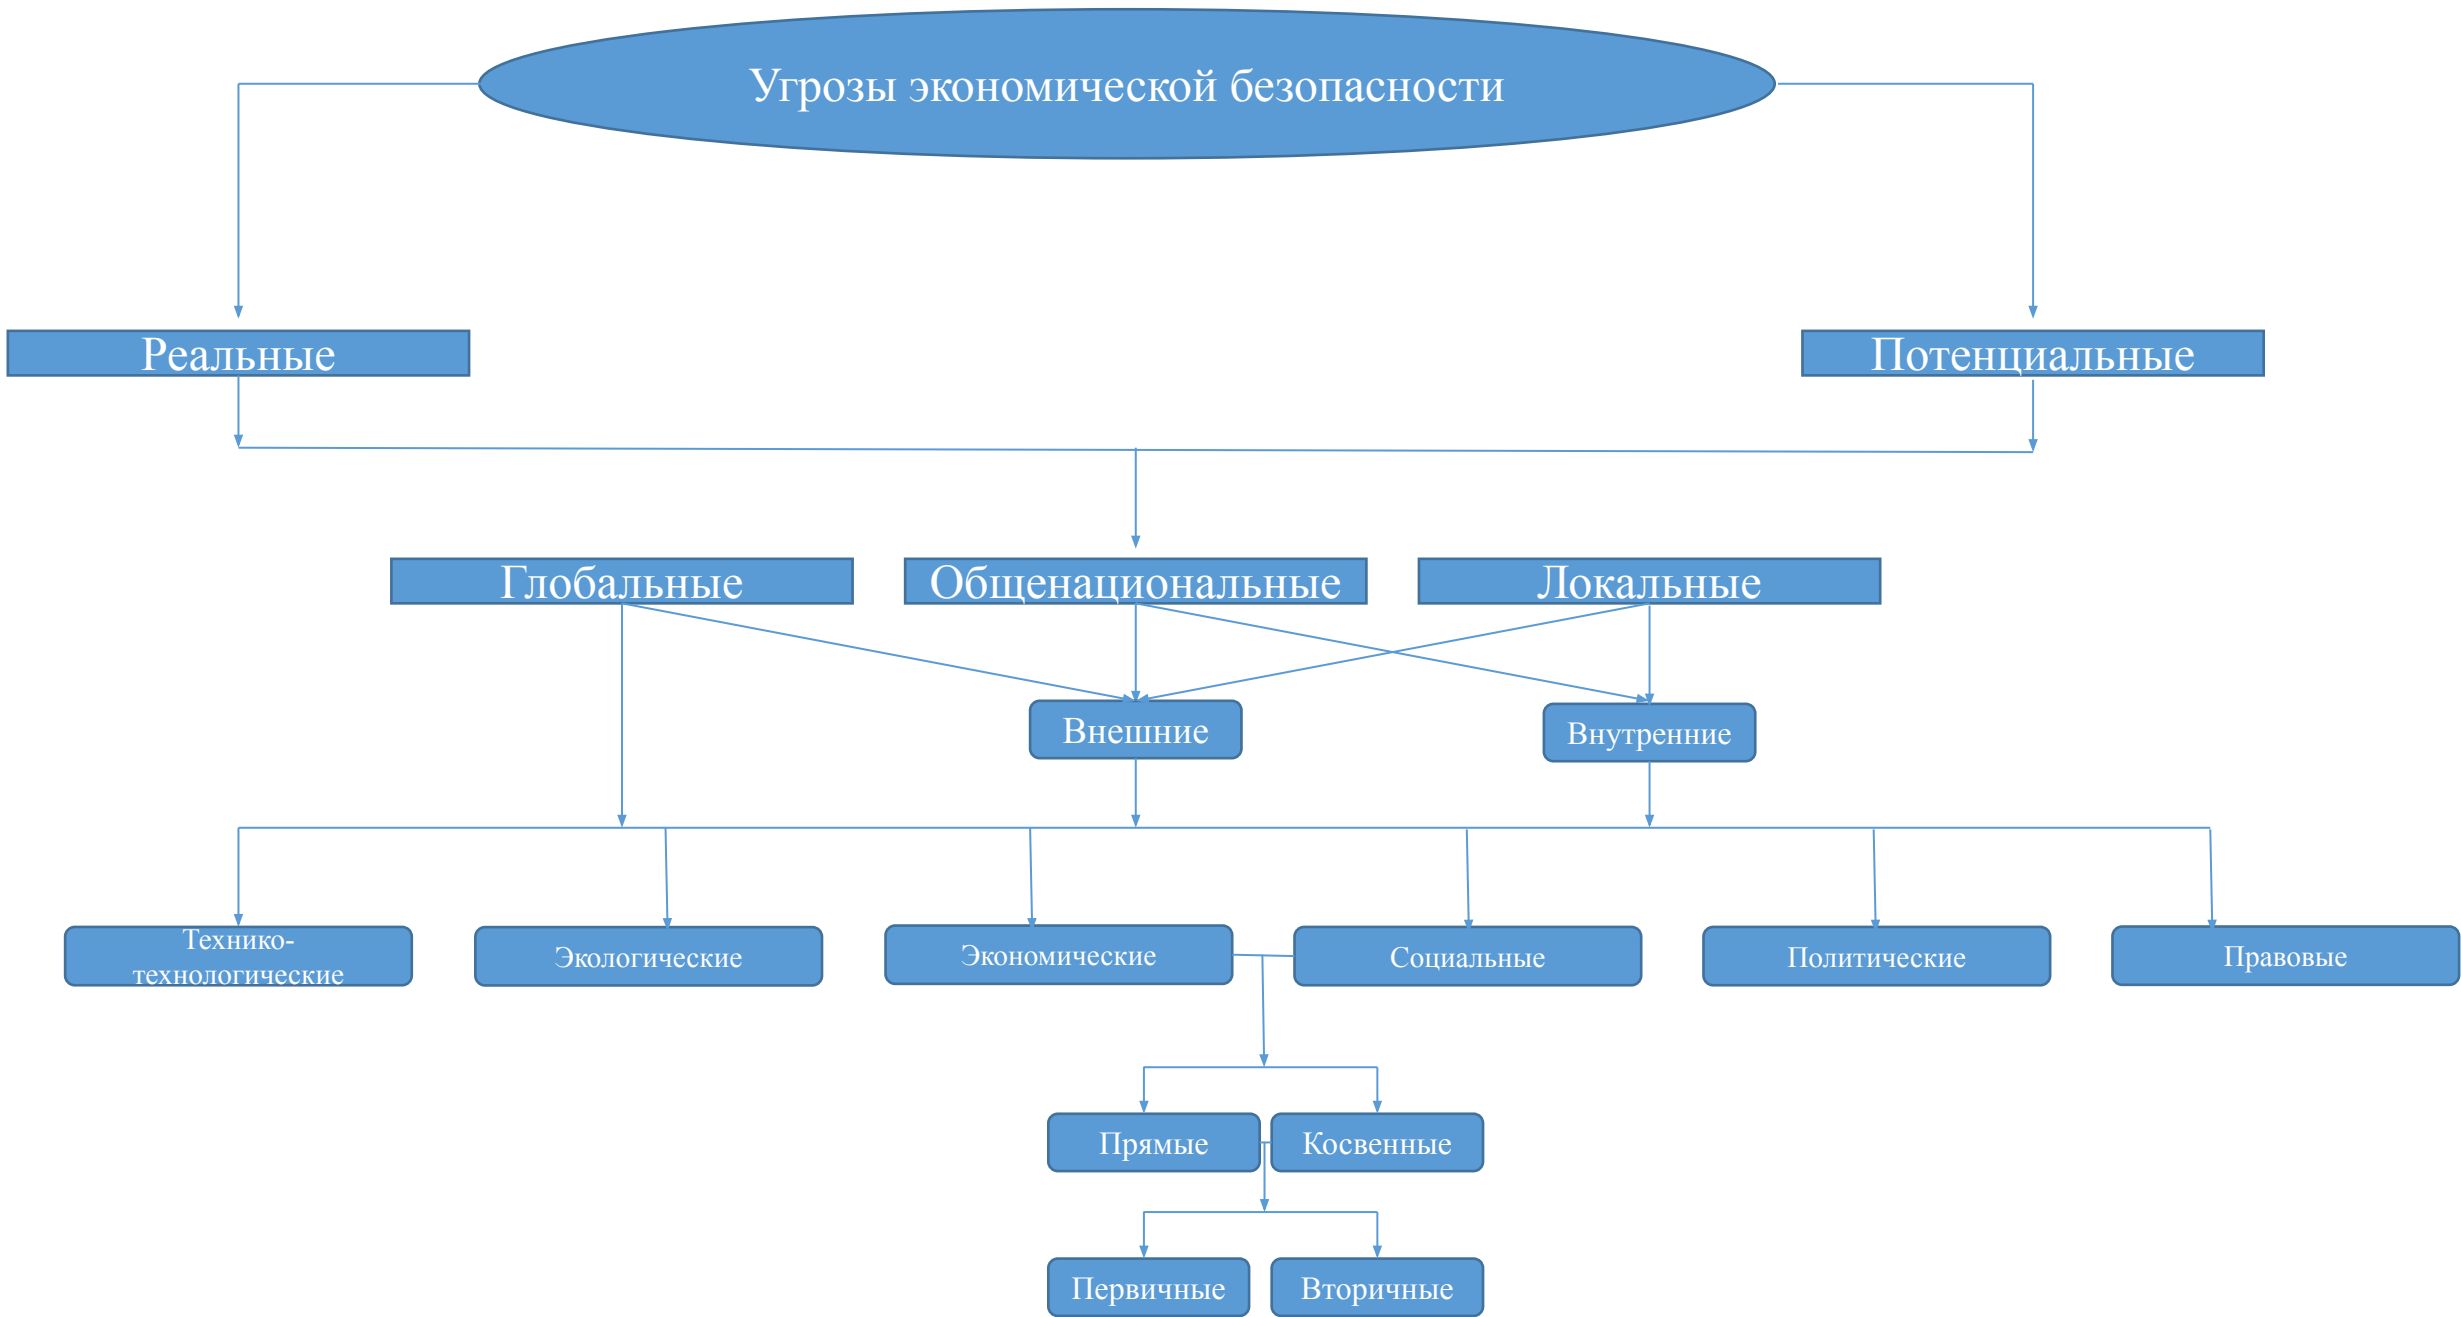 Угрозы экономической безопасности
Реальные
Потенциальные
Глобальные
Общенациональные
Локальные
Внешние
Внутренние
Технико-
технологические
Экологические
Экономические
Социальные
Политические
Правовые
Прямые
Косвенные
Первичные
Вторичные